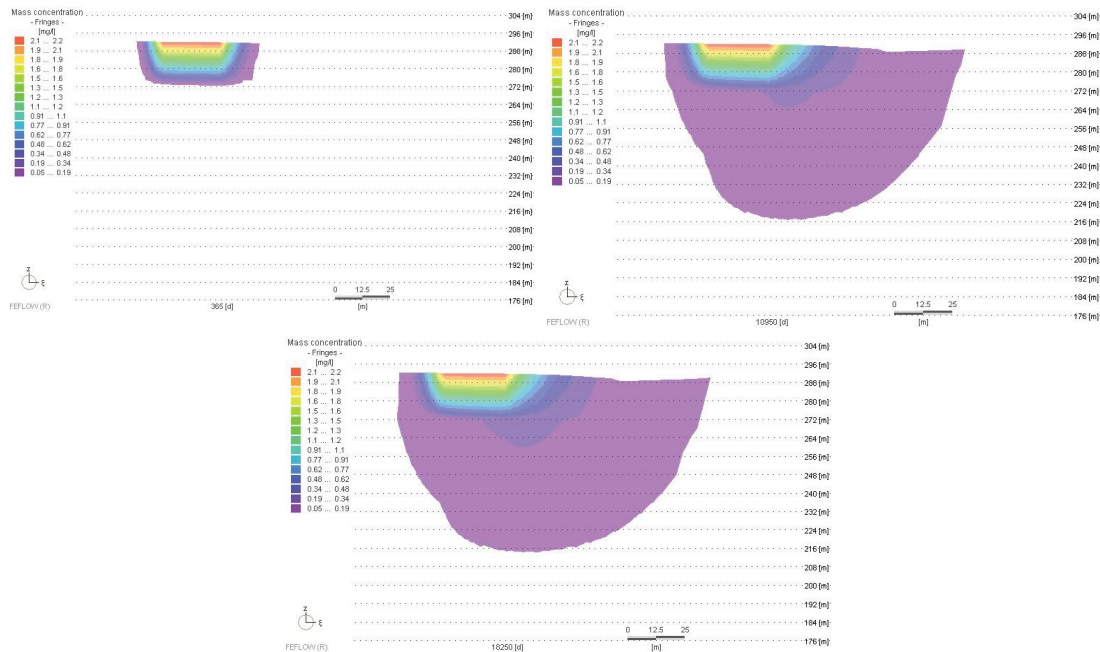 Mass concentration
- Fringes -
[mg/l]
2.1 ... 2.2
1.9 ... 2.1
1.8 ... 1.9
1.6 ... 1.8
1.5 ... 1.6
1.3 ... 1.5
1.2 ... 1.3
1.1 ... 1.2
0.91 ... 1.1
0.77 ... 0.91
0.62 ... 0.77
0.48 ... 0.62
0.34 ... 0.48
0.19 ... 0.34
0.05 ... 0.19
304 [m]
296 [m]
288 [m]
280 [m]
272 [m]
264 [m]
256 [m]
248 [m]
240 [m]
232 [m]
224 [m]
216 [m]
208 [m]
200 [m]
192 [m]
184 [m]
176 [m]
z
ξ
0 12.5 25
[m]
FEFLOW (R)
365 [d]
Mass concentration
- Fringes -
[mg/l]
2.1 ... 2.2
1.9 ... 2.1
1.8 ... 1.9
1.6 ... 1.8
1.5 ... 1.6
1.3 ... 1.5
1.2 ... 1.3
1.1 ... 1.2
0.91 ... 1.1
0.77 ... 0.91
0.62 ... 0.77
0.48 ... 0.62
0.34 ... 0.48
0.19 ... 0.34
0.05 ... 0.19
304 [m]
296 [m]
286 [m]
280 [m]
272 [m]
264 [m]
256 [m]
248 [m]
240 [m]
232 [m]
224 [m]
216 [m]
208 [m]
200 [m]
192 [m]
184 [m]
176 [m]
z
ξ
0 12.5 25
[m]
FEFLOW (R)
10950 [d]
Mass concentration
- Fringes -
[mg/l]
2.1 ... 2.2
1.9 ... 2.1
1.8 ... 1.9
1.6 ... 1.8
1.5 ... 1.6
1.3 ... 1.5
1.2 ... 1.3
1.1 ... 1.2
0.91 ... 1.1
0.77 ... 0.91
0.62 ... 0.77
0.48 ... 0.62
0.34 ... 0.48
0.19 ... 0.34
0.05 ... 0.19
304 [m]
296 [m]
288 [m]
280 [m]
272 [m]
264 [m]
256 [m]
248 [m]
240 [m]
232 [m]
224 [m]
216 [m]
208 [m]
200 [m]
192 [m]
184 [m]
176 [m]
z
ξ
0 12.5 25
[m]
FEFLOW (R)
18250 [d]